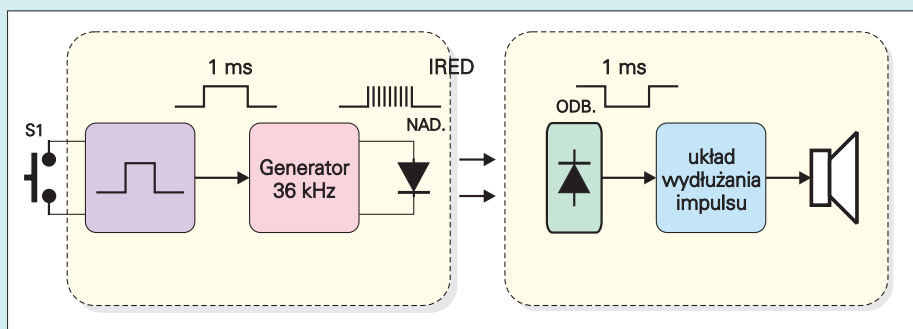 1 ms
IRED
1 ms
NAD.
ODB.
S1
Generator
36 kHz
układ
wydłużania
impulsu